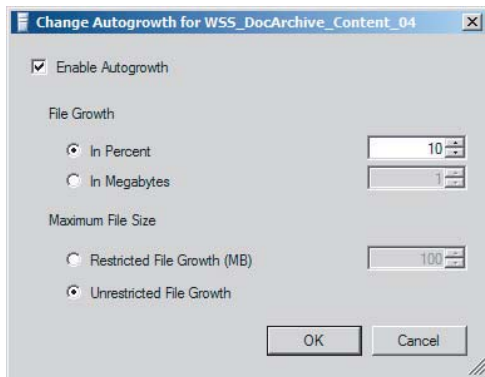 Change Autogrowth for WSS_DocArchive_Content_04
Enable Autogrowth
File Growth
In Percent 10
In Megabytes 1
Maximum File Size
Restricted File Growth (MB) 100
Unrestricted File Growth
OK Cancel